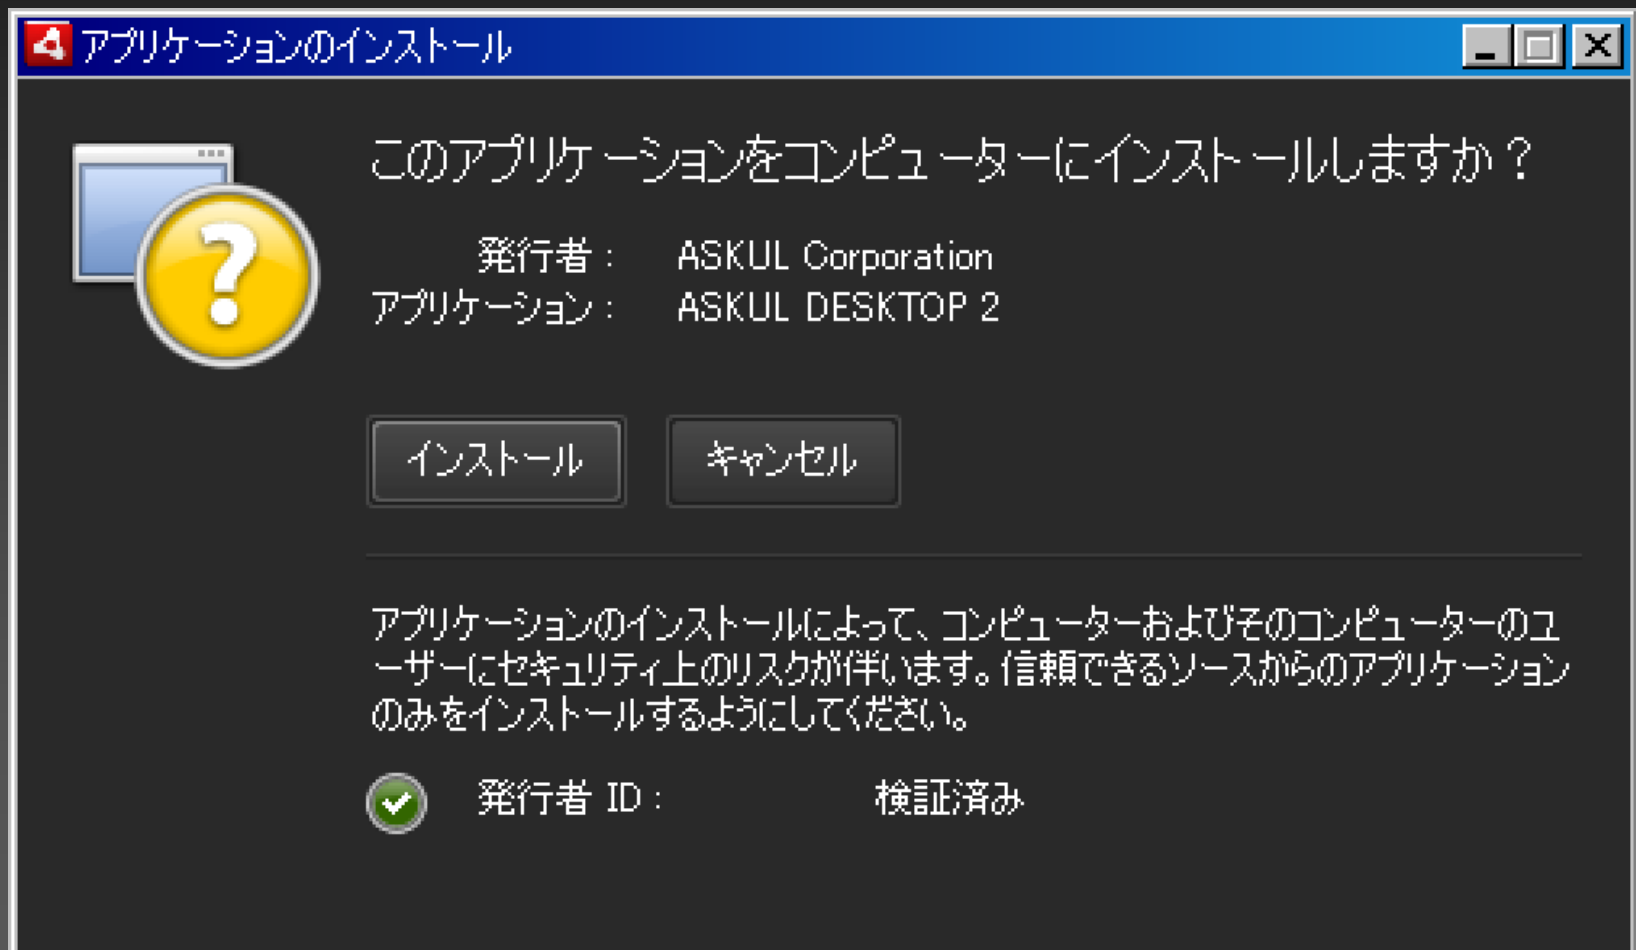 アプリケーションのインストール
このアプリケーションをコンピューターにインストールしますか？
発行者： ASKUL Corporation
アプリケーション： ASKUL DESKTOP 2
インストール キャンセル
アプリケーションのインストールによって、コンピューターおよびそのコンピューターのユ
ーザーにセキュリティ上のリスクが伴います。信頼できるソースからのアプリケーション
のみをインストールするようにしてください。
発行者 ID： 検証済み